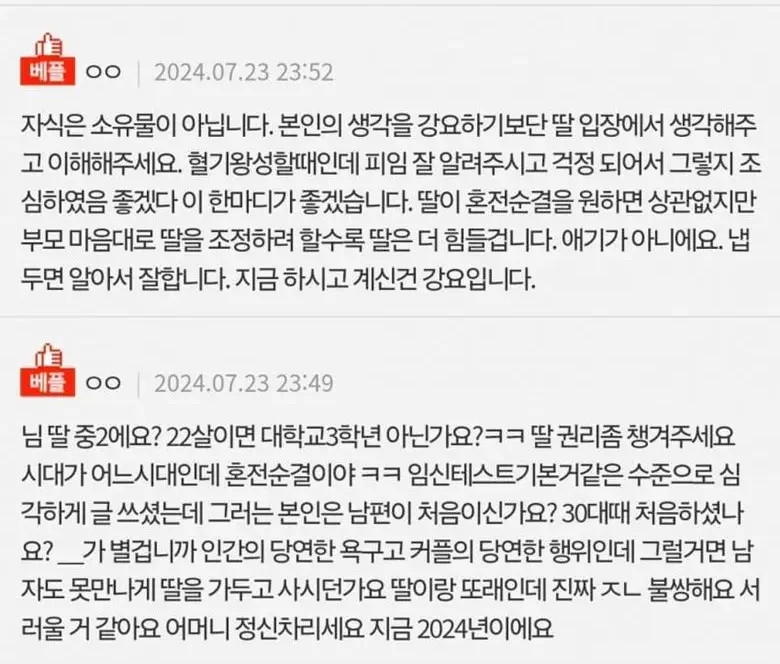 베플 ㅇㅇ | 2024.07.23 23:52
자식은 소유물이 아닙니다. 본인의 생각을 강요하기보단 딸 입장에서 생각해주
고 이해해주세요. 혈기왕성할때인데 피임 잘 알려주시고 걱정 되어서 그렇지 조
심하였음 좋겠다 이 한마디가 좋겠습니다. 딸이 혼전순결을 원하면 상관없지만
부모 마음대로 딸을 조정하려 할수록 딸은 더 힘들겁니다. 애기가 아니에요. 냅
두면 알아서 잘합니다. 지금 하시고 계신건 강요입니다.
베플 ㅇㅇ | 2024.07.23 23:49
님 딸 중2에요? 22살이면 대학교3학년 아닌가요?ㅋㅋ 딸 권리좀 챙겨주세요
시대가 어느시대인데 혼전순결이야 ㅋㅋ 임신테스트기본거같은 수준으로 심
각하게 글 쓰셨는데 그러는 본인은 남편이 처음이신가요? 30대때 처음하셨나
요? __가 별겁니까 인간의 당연한 욕구고 커플의 당연한 행위인데 그럴거면 남
자도 못만나게 딸을 가두고 사시던가요 딸이랑 또래인데 진짜 ㅈㄴ 불쌍해요 서
러울 거 같아요 어머니 정신차리세요 지금 2024년이에요